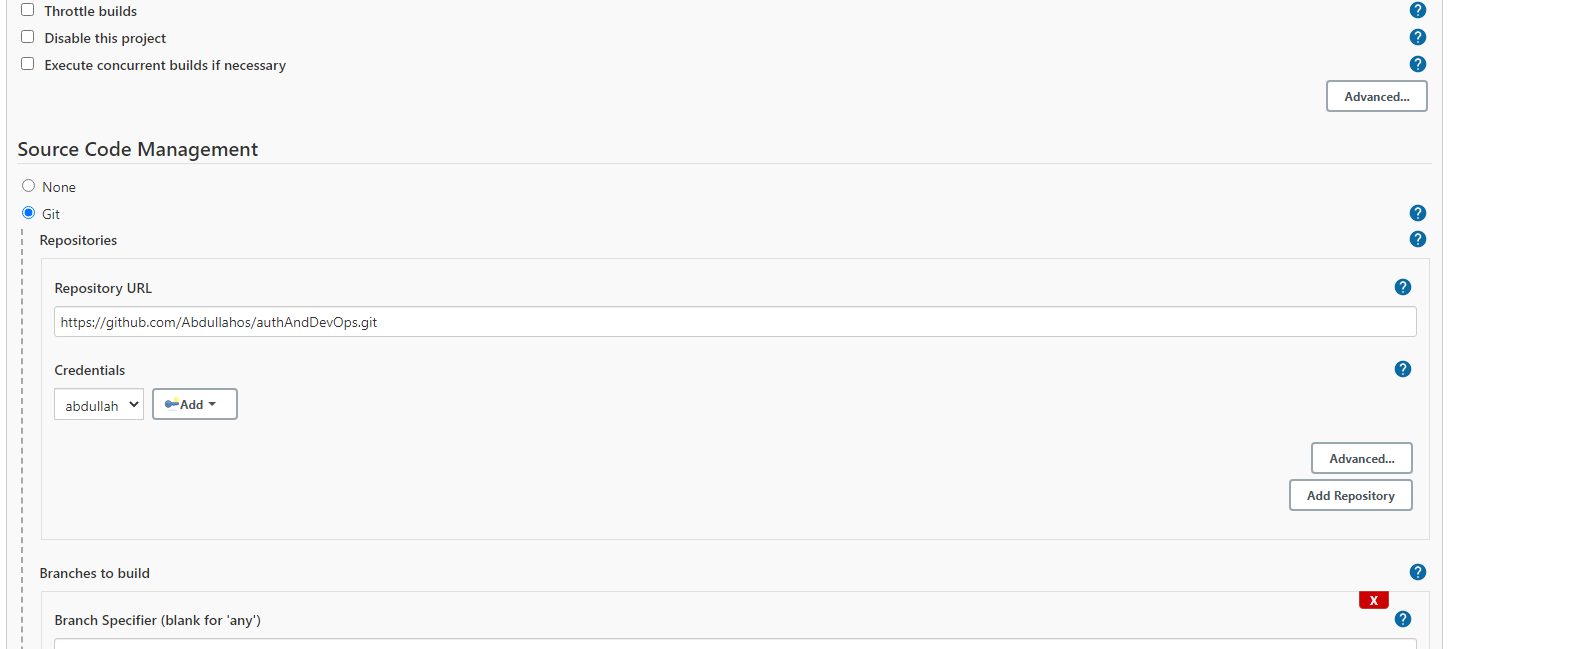 Throttle builds
?
Disable this project
?
Execute concurrent builds if necessary
?
Advanced...
Source Code Management
None
Git
?
Repositories
?
Repository URL
?
https://github.com/Abdullahos/authAndDevOps.git
Credentials
?
abdullah
Add
Advanced...
Add Repository
Branches to build
?
X
Branch Specifier (blank for 'any')
?